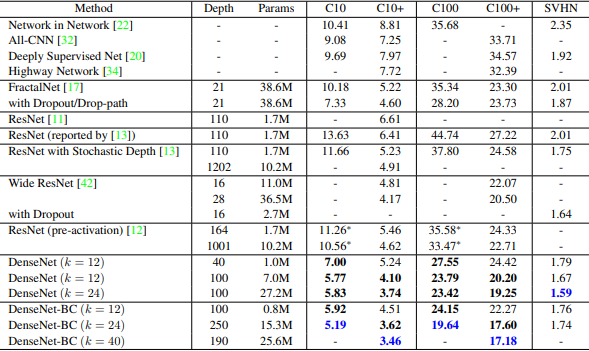 Method Depth Params C10 C10+ C100 C100+ SVHN
Network in Network [22] - - 10.41 8.81 35.68 - 2.35
All-CNN [32] - - 9.08 7.25 - 33.71 -
Deeply Supervised Net [20] - - 9.69 7.97 - 34.57 1.92
Highway Network [34] - - - 7.72 - 32.39 -
FractalNet [17] 21 38.6M 10.18 5.22 35.34 23.30 2.01
with Dropout/Drop-path 21 38.6M 7.33 4.60 28.20 23.73 1.87
ResNet [11] 110 1.7M - 6.61 - - -
ResNet (reported by [13]) 110 1.7M 13.63 6.41 44.74 27.22 2.01
ResNet with Stochastic Depth [13] 110 1.7M 11.66 5.23 37.80 24.58 1.75
1202 10.2M - 4.91 - - -
Wide ResNet [42] 16 11.0M - 4.81 - 22.07 -
28 36.5M - 4.17 - 20.50 -
with Dropout 16 2.7M - - - - 1.64
ResNet (pre-activation) [12] 164 1.7M 11.26* 5.46 35.58* 24.33 -
1001 10.2M 10.56* 4.62 33.47* 22.71 -
DenseNet (k = 12) 40 1.0M 7.00 5.24 27.55 24.42 1.79
DenseNet (k = 12) 100 7.0M 5.77 4.10 23.79 20.20 1.67
DenseNet (k = 24) 100 27.2M 5.83 3.74 23.42 19.25 1.59
DenseNet-BC (k = 12) 100 0.8M 5.92 4.51 24.15 22.27 1.76
DenseNet-BC (k = 24) 250 15.3M 5.19 3.62 19.64 17.60 1.74
DenseNet-BC (k = 40) 190 25.6M - 3.46 - 17.18 -